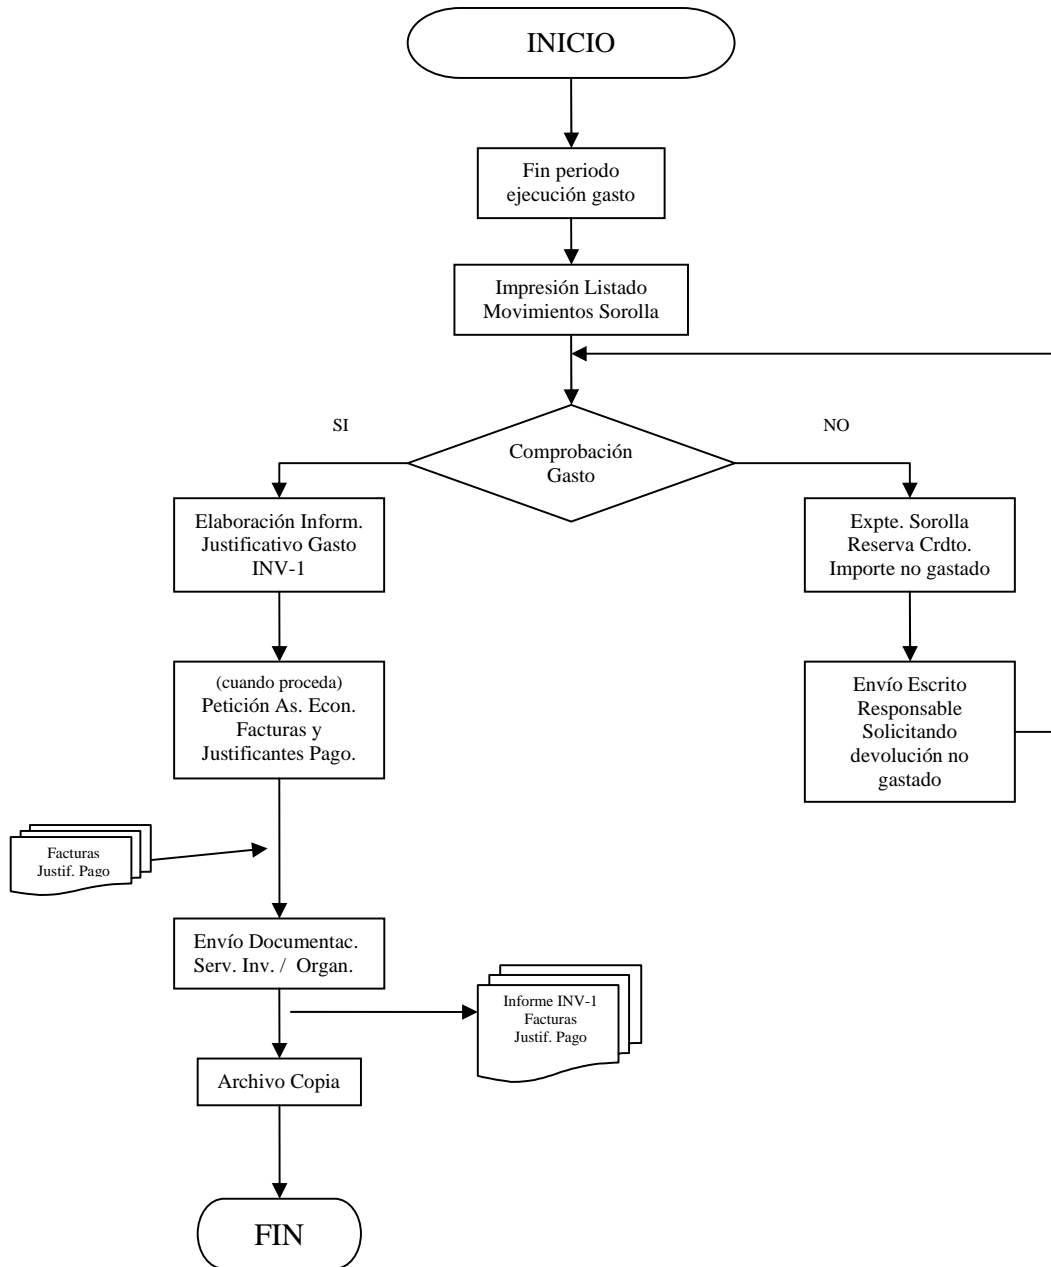 INICIO
Fin periodo
ejecución gasto
Impresión Listado
Movimientos Sorolla
SI
NO
Comprobación
Gasto
Elaboración Inform.
Justificativo Gasto
INV-1
Expte. Sorolla
Reserva Crdto.
Importe no gastado
(cuando proceda)
Petición As. Econ.
Facturas y
Justificantes Pago.
Envío Escrito
Responsable
Solicitando
devolución no
gastado
Facturas
Justif. Pago
Envío Documentac.
Serv. Inv. / Organ.
Informe INV-1
Facturas
Justif. Pago
Archivo Copia
FIN